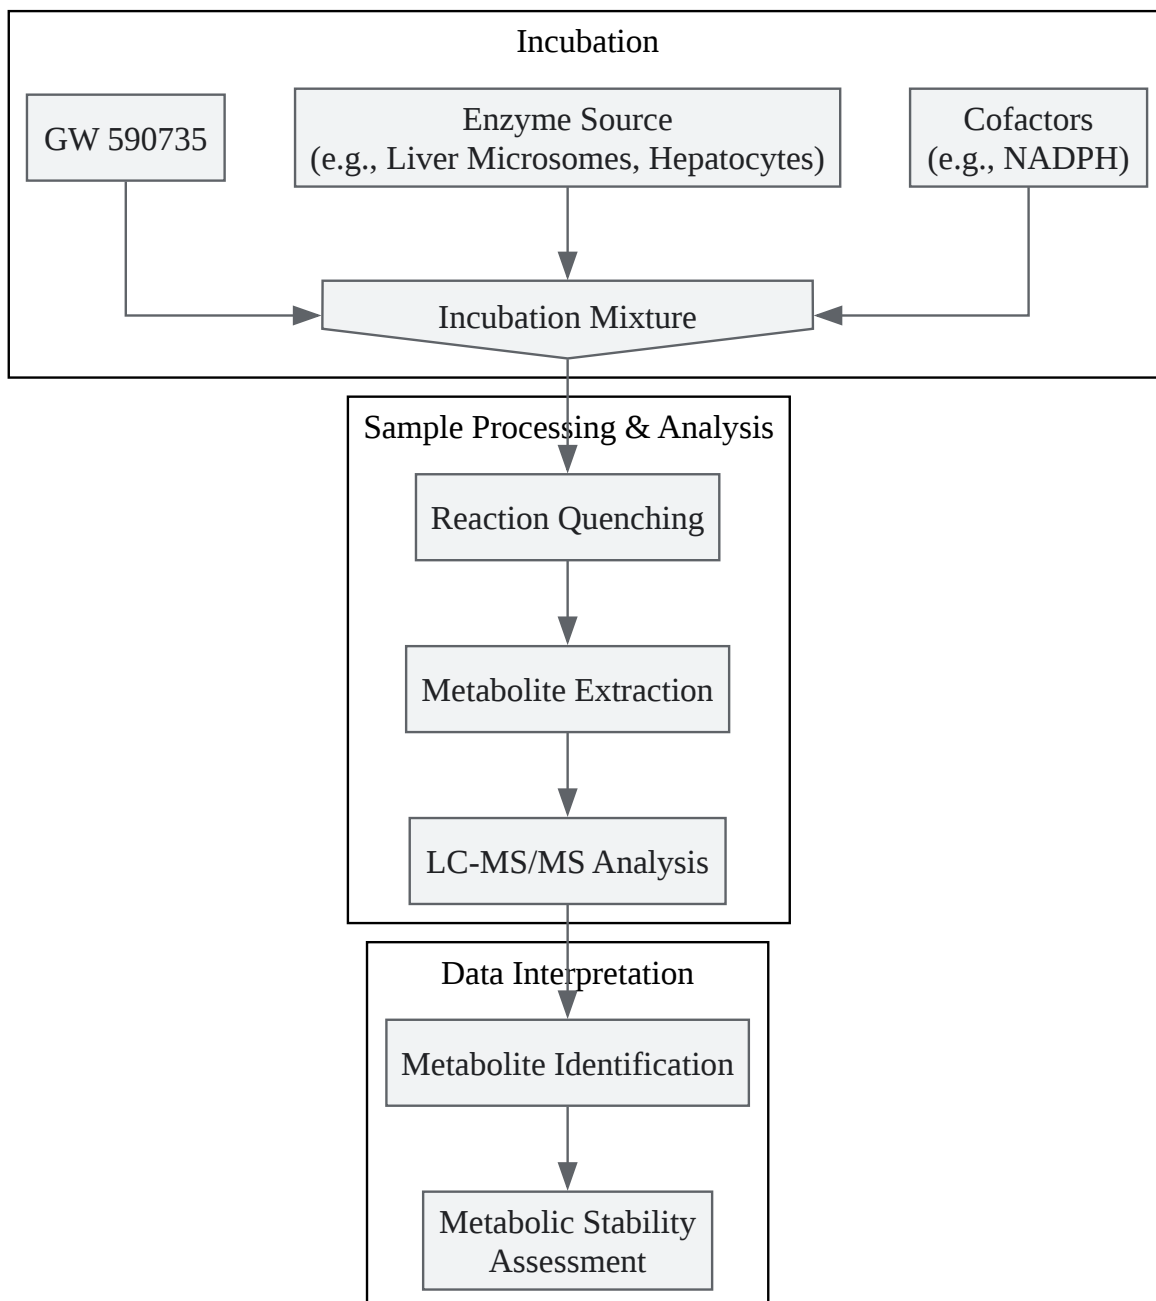 Incubation
GW 590735
Enzyme Source
(e.g., Liver Microsomes, Hepatocytes)
Cofactors
(e.g., NADPH)
Incubation Mixture
Sample Processing & Analysis
Reaction Quenching
Metabolite Extraction
LC-MS/MS Analysis
Data Interpretation
Metabolite Identification
Metabolic Stability
Assessment